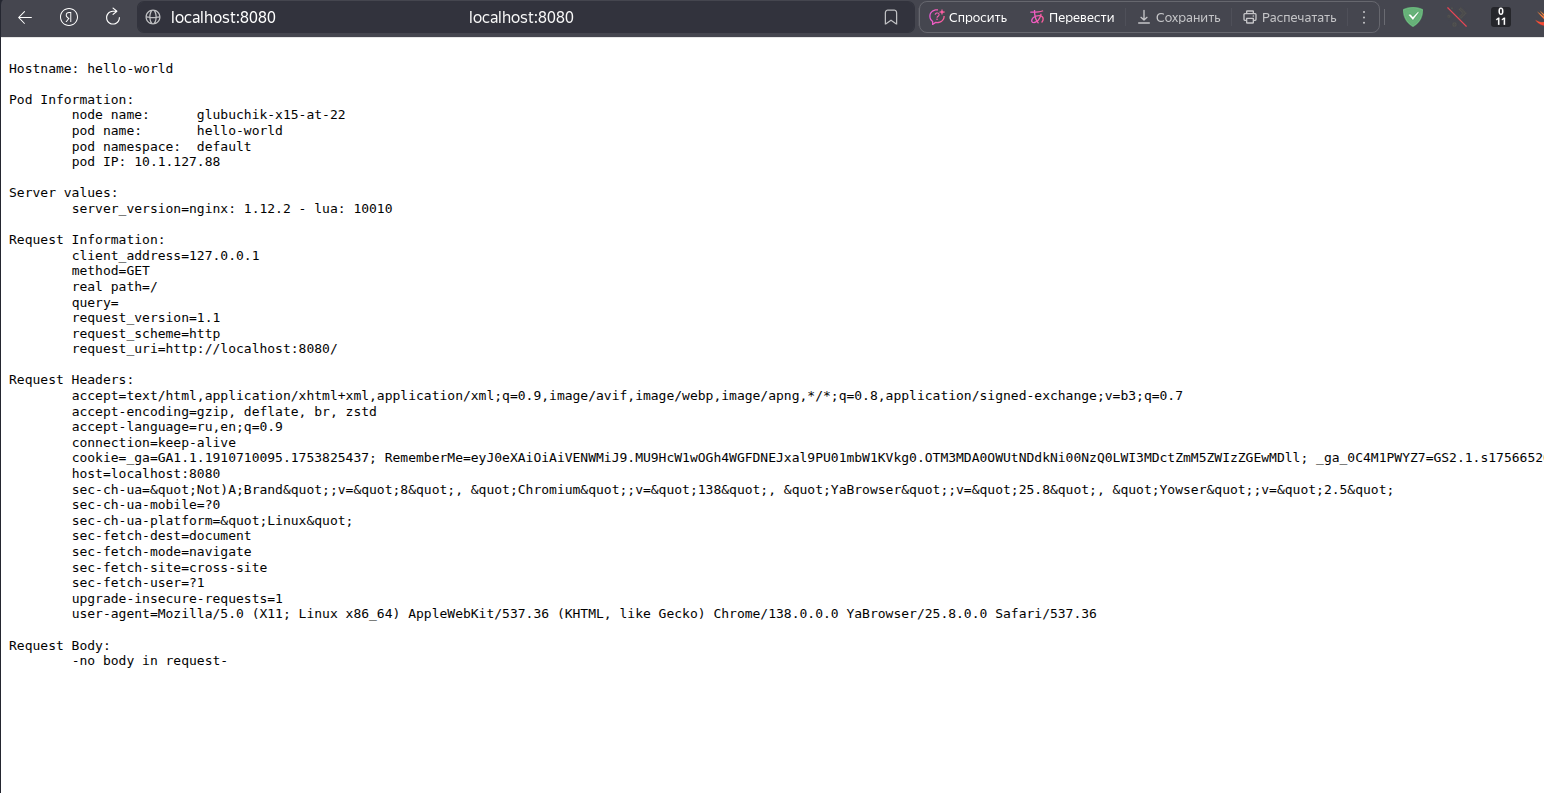 localhost:8080 localhost:8080 Спросить Перевести Сохранить Распечатать 0 11
Hostname: hello-world
Pod Information:
node name: glubuchik-x15-at-22
pod name: hello-world
pod namespace: default
pod IP: 10.1.127.88
Server values:
server_version=nginx: 1.12.2 - lua: 10010
Request Information:
client_address=127.0.0.1
method=GET
real path=/
query=
request_version=1.1
request_scheme=http
request_uri=http://localhost:8080/
Request Headers:
accept=text/html,application/xhtml+xml,application/xml;q=0.9,image/avif,image/webp,image/apng,*/*;q=0.8,application/signed-exchange;v=b3;q=0.7
accept-encoding=gzip, deflate, br, zstd
accept-language=ru,en;q=0.9
connection=keep-alive
cookie=_ga=GA1.1.1910710095.1753825437; RememberMe=eyJ0eXAiOiAiVENWMiJ9.MU9HcW1wOGh4WGFDNEJxal9PU01mbW1KVkg0.OTM3MDA0OWUtNDdkNi00NzQ0LWI3MDctZmM5ZWIzZGEwMDll; _ga_0C4M1PWYZ7=GS2.1.s1756652
host=localhost:8080
sec-ch-ua=&quot;Not)A;Brand&quot;;v=&quot;8&quot;, &quot;Chromium&quot;;v=&quot;138&quot;, &quot;YaBrowser&quot;;v=&quot;25.8&quot;, &quot;Yowser&quot;;v=&quot;2.5&quot;
sec-ch-ua-mobile=?0
sec-ch-ua-platform=&quot;Linux&quot;
sec-fetch-dest=document
sec-fetch-mode=navigate
sec-fetch-site=cross-site
sec-fetch-user=?1
upgrade-insecure-requests=1
user-agent=Mozilla/5.0 (X11; Linux x86_64) AppleWebKit/537.36 (KHTML, like Gecko) Chrome/138.0.0.0 YaBrowser/25.8.0.0 Safari/537.36
Request Body:
-no body in request-